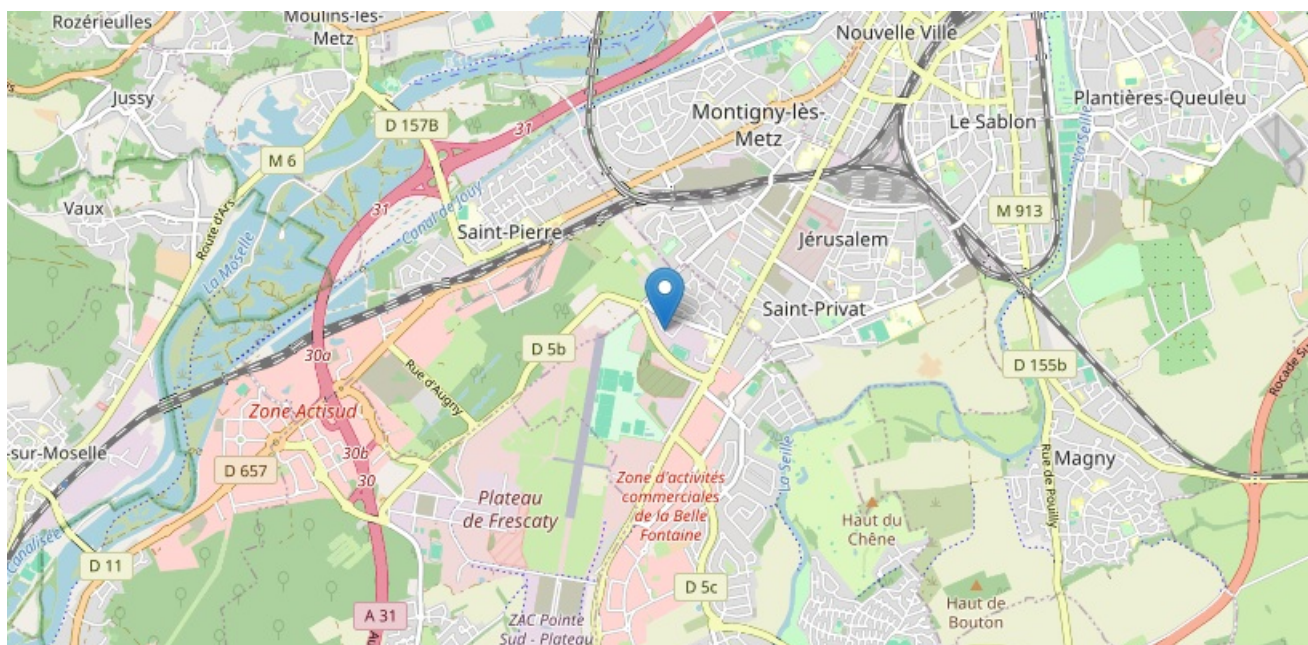 Rozérieulles
Moulins-lès-
Metz
Nouvelle Ville
Jussy
Plantières-Queuleu
Montigny-lès-
Metz
Le Sablon
D 157B
31
M 6
La Seille
Vaux
31
Canal de Jouy
Route d'Ars
Saint-Pierre
M 913
Jérusalem
La Moselle
Saint-Privat
D 5b
30a
Rue d'Augny
D 155b
Zone Actisud
-sur-Moselle
30b
D 657
30
Plateau
de Frescaty
Zone d'activités
commerciales
de la Belle
Fontaine
La Seille
Rue de Pouilly
Magny
Haut du
Chêne
Canalisée
D 11
D 5c
A 31
Haut de
Bouton
ZAC Pointe
Sud - Plateau